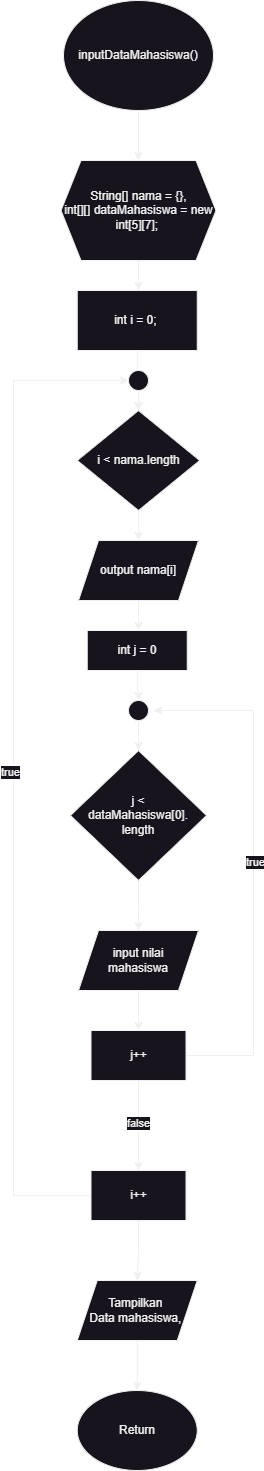 inputDataMahasiswa()
String[] nama = {},
int[][] dataMahasiswa = new
int[5][7];
int i = 0;
i < nama.length
output nama[i]
int j = 0
j <
dataMahasiswa[0].
length
true
true
input nilai
mahasiswa
j++
false
i++
Tampilkan
Data mahasiswa,
Return